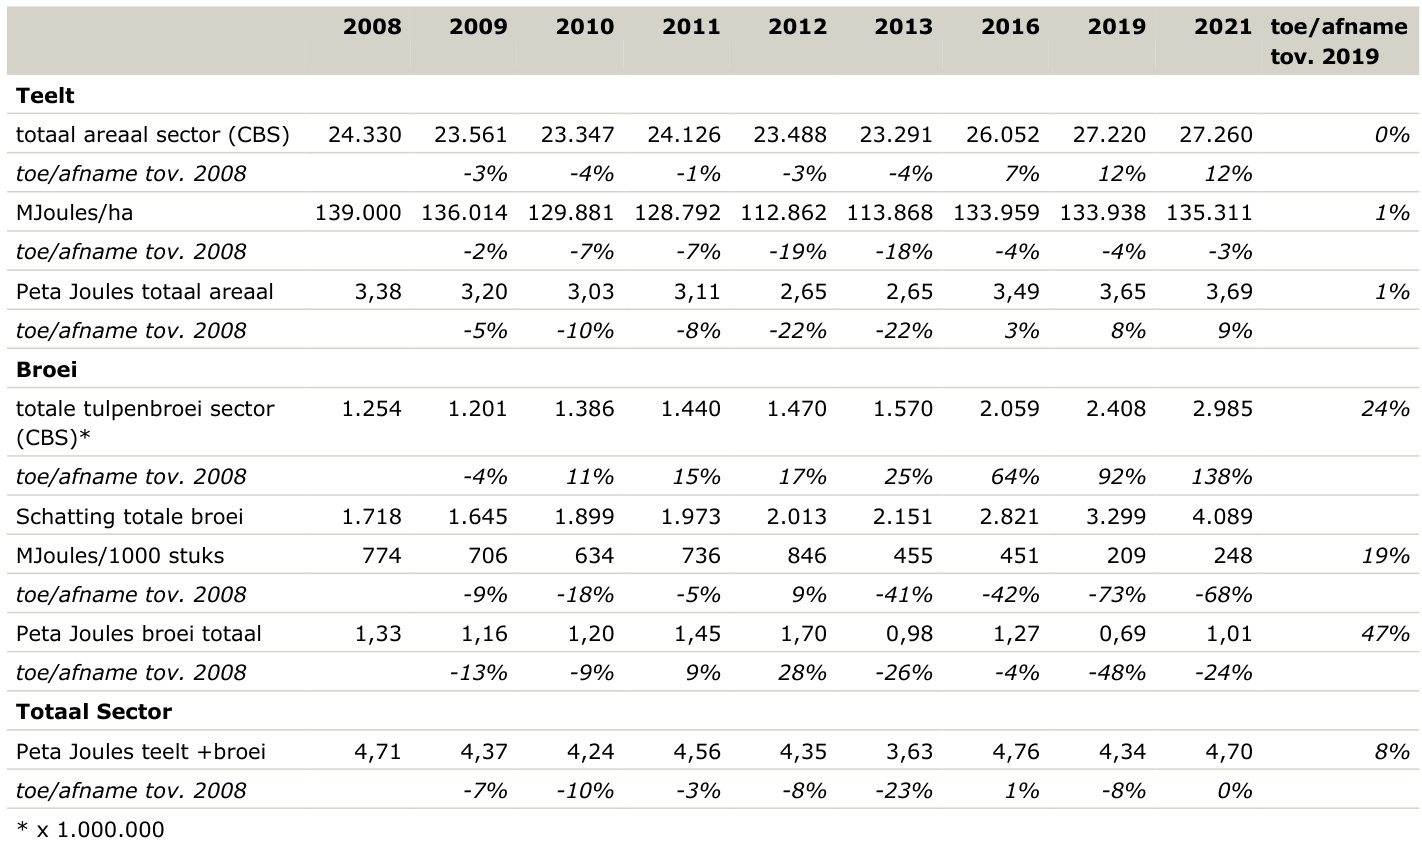 2008 2009 2010 2011 2012 2013 2016 2019 2021 toe/afname
tov. 2019
Teelt
totaal areaal sector (CBS) 24.330 23.561 23.347 24.126 23.488 23.291 26.052 27.220 27.260 0%
toe/afname tov. 2008 -3% -4% -1% -3% -4% 7% 12% 12%
MJoules/ha 139.000 136.014 129.881 128.792 112.862 113.868 133.959 133.938 135.311 1%
toe/afname tov. 2008 -2% -7% -7% -19% -18% -4% -4% -3%
Peta Joules totaal areaal 3,38 3,20 3,03 3,11 2,65 2,65 3,49 3,65 3,69 1%
toe/afname tov. 2008 -5% -10% -8% -22% -22% 3% 8% 9%
Broei
totale tulpenbroei sector 1.254 1.201 1.386 1.440 1.470 1.570 2.059 2.408 2.985 24%
(CBS)*
toe/afname tov. 2008 -4% 11% 15% 17% 25% 64% 92% 138%
Schatting totale broei 1.718 1.645 1.899 1.973 2.013 2.151 2.821 3.299 4.089
MJoules/1000 stuks 774 706 634 736 846 455 451 209 248 19%
toe/afname tov. 2008 -9% -18% -5% 9% -41% -42% -73% -68%
Peta Joules broei totaal 1,33 1,16 1,20 1,45 1,70 0,98 1,27 0,69 1,01 47%
toe/afname tov. 2008 -13% -9% 9% 28% -26% -4% -48% -24%
Totaal Sector
Peta Joules teelt +broei 4,71 4,37 4,24 4,56 4,35 3,63 4,76 4,34 4,70 8%
toe/afname tov. 2008 -7% -10% -3% -8% -23% 1% -8% 0%
* x 1.000.000